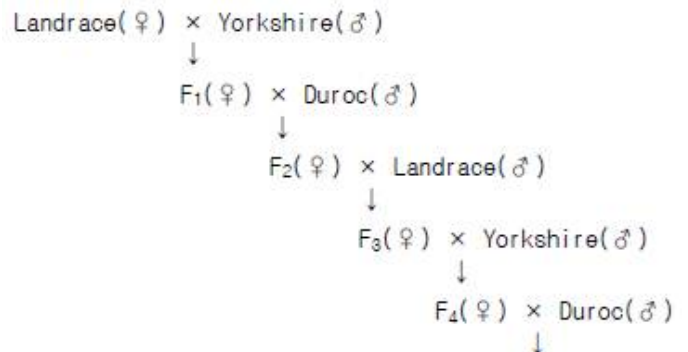 Landrace(♀) × Yorkshire(♂)
↓
F₁(♀) × Duroc(♂)
↓
F₂(♀) × Landrace(♂)
↓
F₃(♀) × Yorkshire(♂)
↓
F₄(♀) × Duroc(♂)
↓